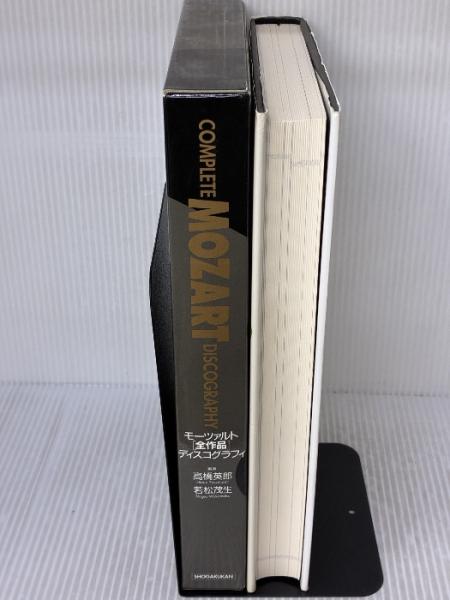 COMPLETE
MOZART
DISCOGRAPHY
モーツァルト
[全作品]
ディスコグラフィ
高橋英郎
若松茂生
SHOGAKUKAN